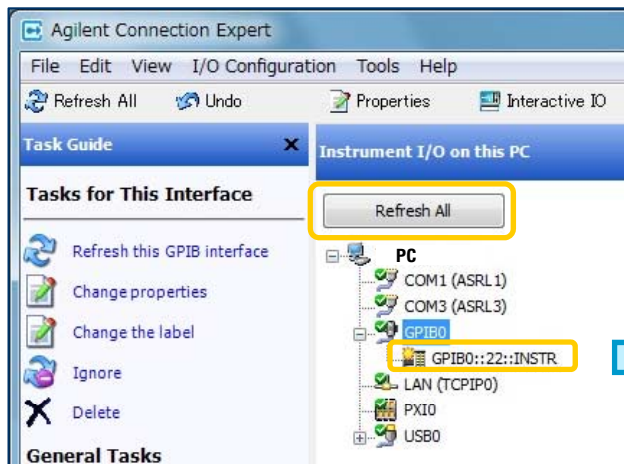 Agilent Connection Expert
File Edit View I/O Configuration Tools Help
Refresh All Undo Properties Interactive IO
Task Guide
Instrument I/O on this PC
Tasks for This Interface
Refresh All
Refresh this GPIB interface
PC
COM1 (ASRL1)
Change properties
COM3 (ASRL3)
Change the label
GPIB0
GPIB0::22::INSTR
Ignore
LAN (TCPIP0)
Delete
PXI0
USB0
General Tasks